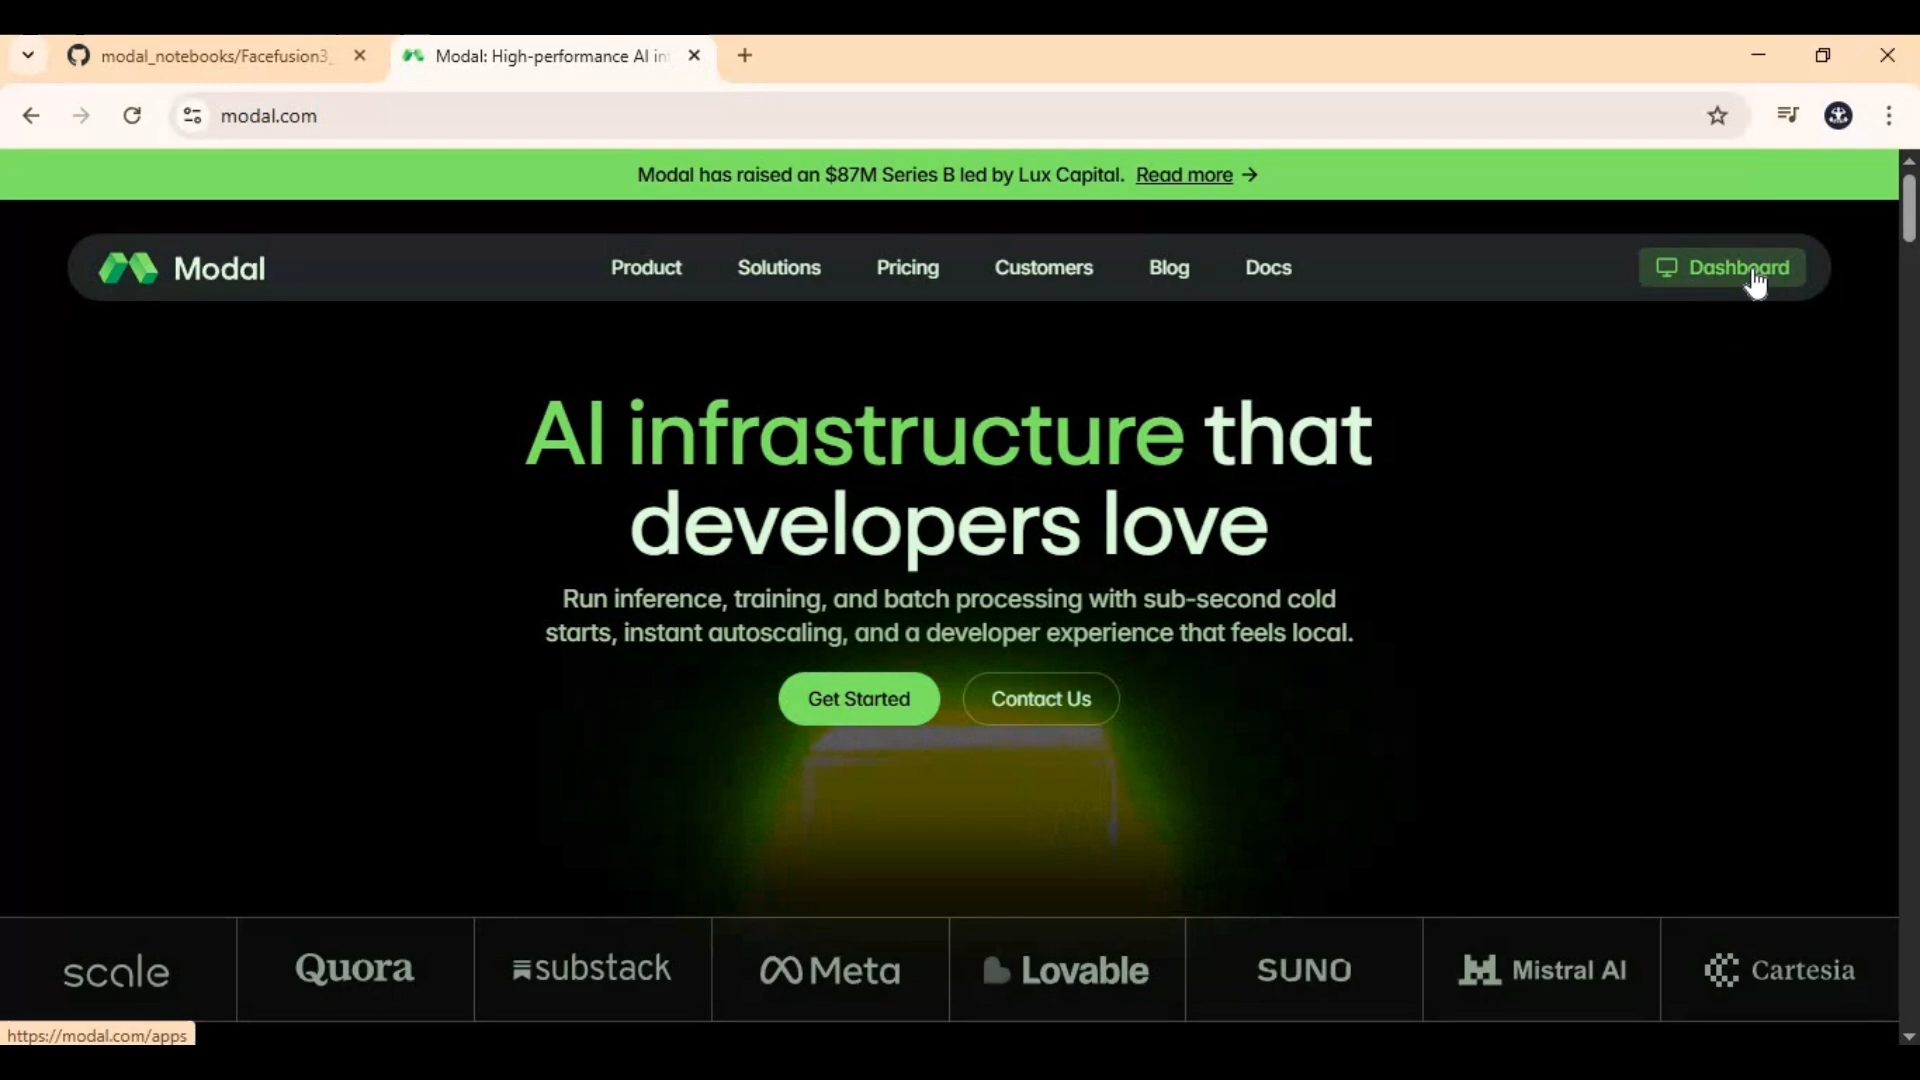 modal_notebooks/Facefusion3_
Modal: High-performance AI in
modal.com
Modal has raised an $87M Series B led by Lux Capital. Read more →
Modal
Product
Solutions
Pricing
Customers
Blog
Docs
Dashboard
AI infrastructure that
developers love
Run inference, training, and batch processing with sub-second cold
starts, instant autoscaling, and a developer experience that feels local.
Get Started
Contact Us
scale
Quora
substack
Meta
Lovable
SUNO
Mistral AI
Cartesia
https://modal.com/apps